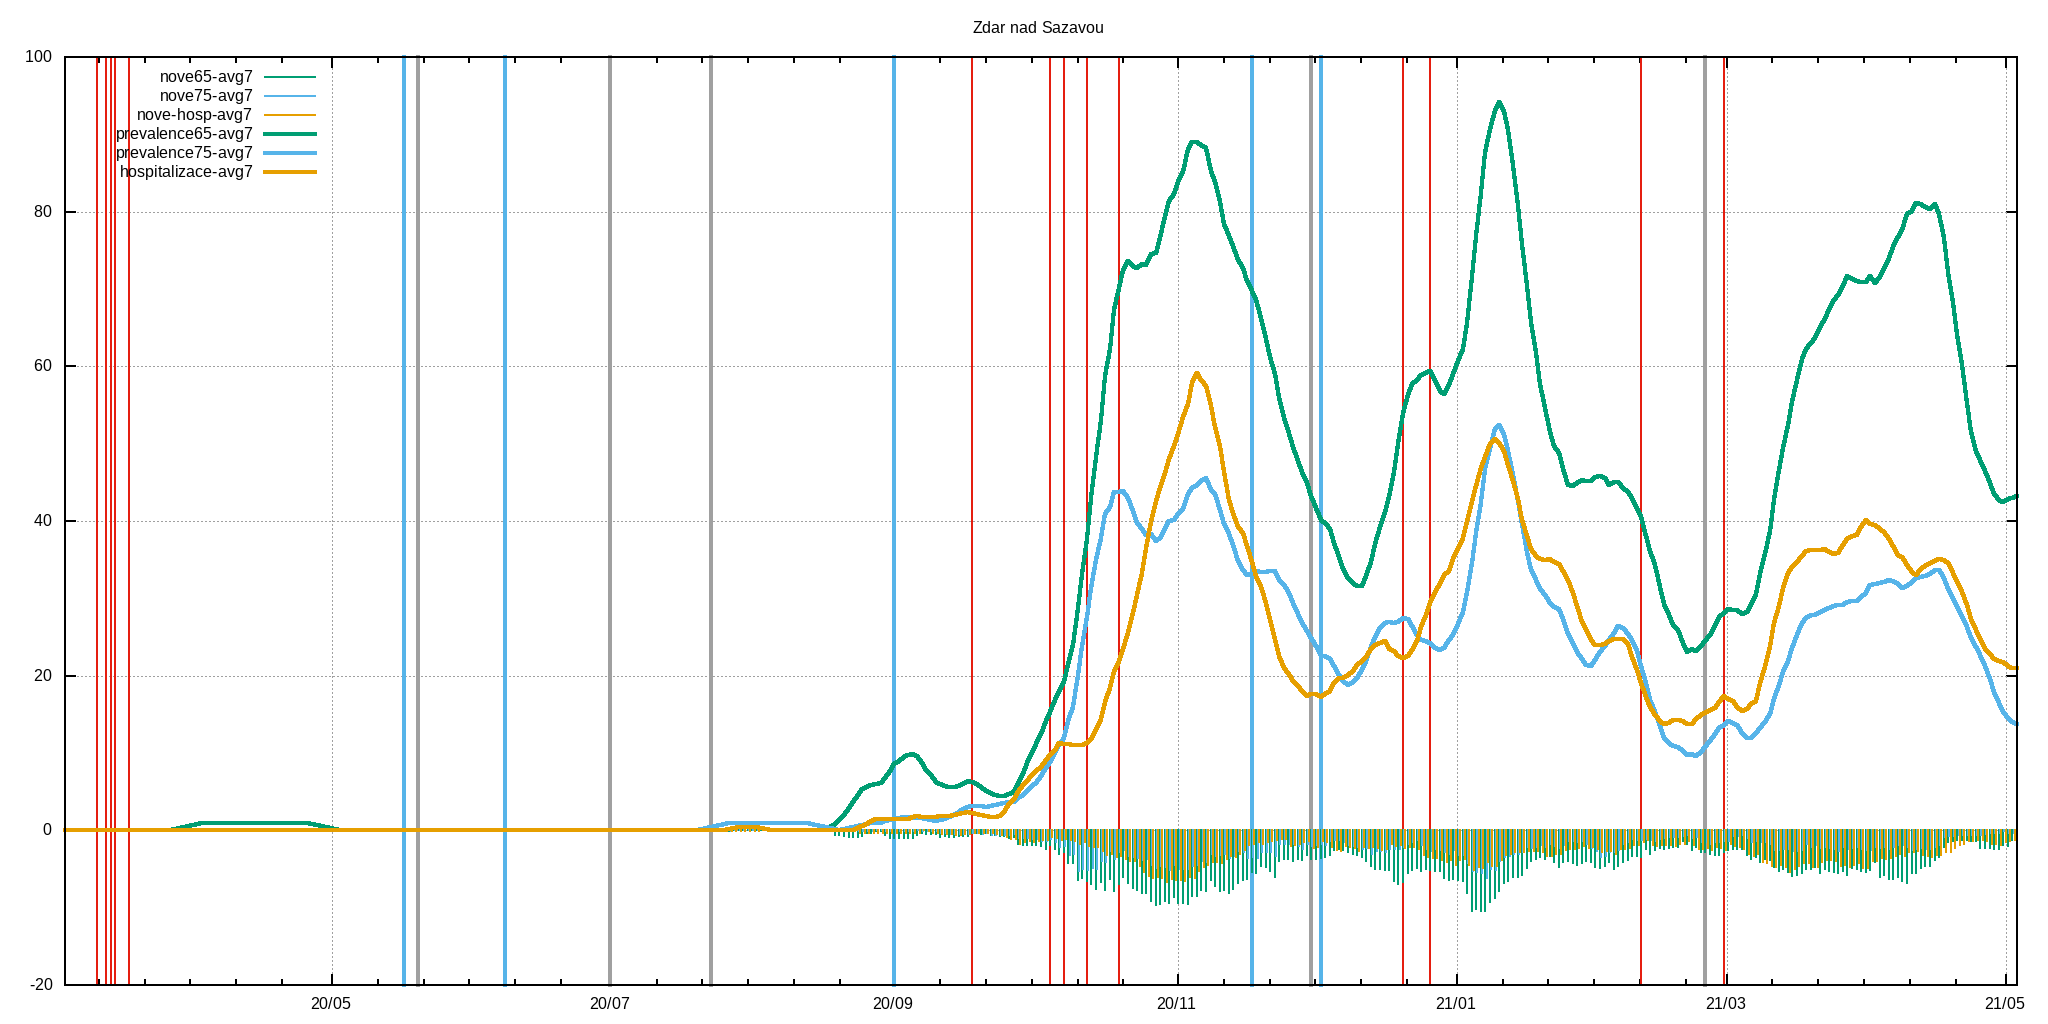 Zdar nad Sazavou
100
80
60
40
20
0
-20
nove65-avg7
nove75-avg7
nove-hosp-avg7
prevalence65-avg7
prevalence75-avg7
hospitalizace-avg7
20/05 20/07 20/09 20/11 21/01 21/03 21/05